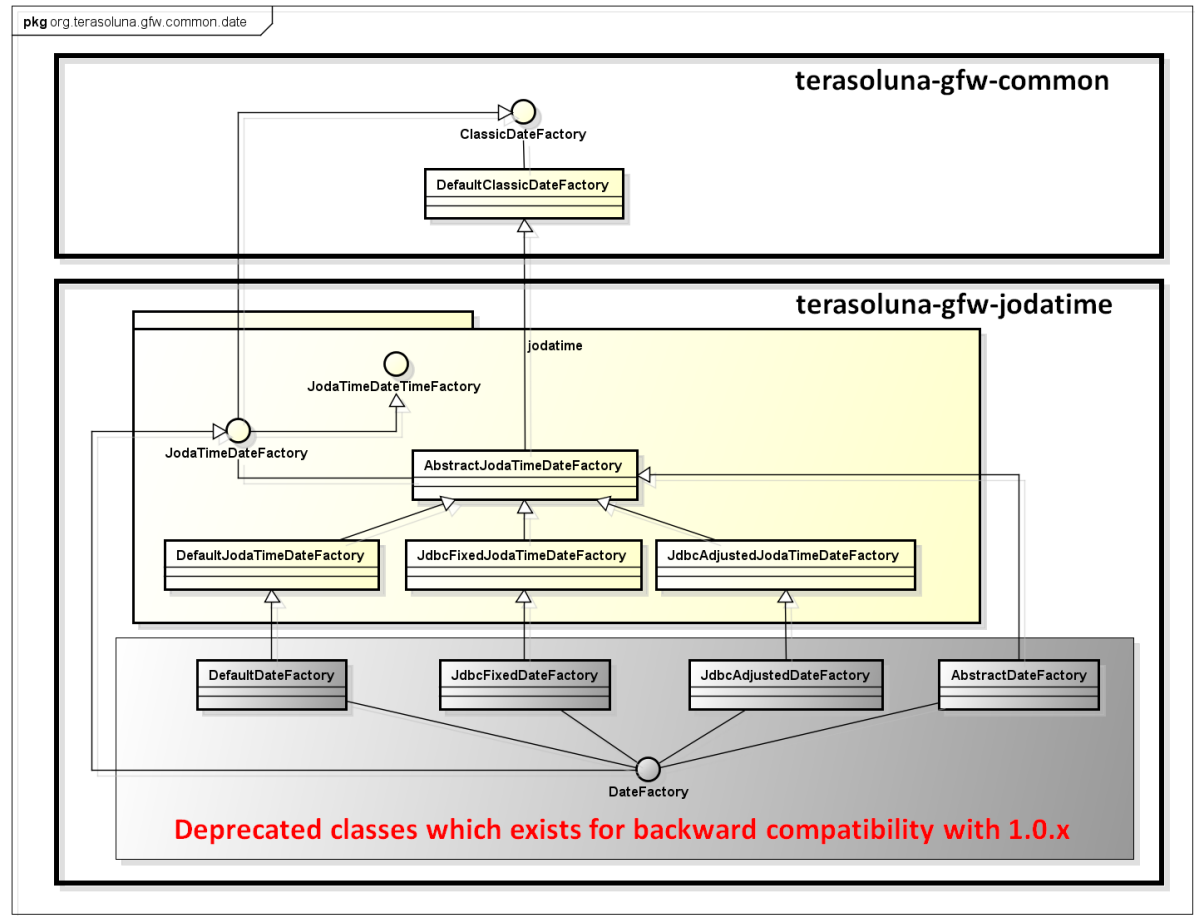 pkg org.terasoluna.gfw.common.date
terasoluna-gfw-common
ClassicDateFactory
DefaultClassicDateFactory
terasoluna-gfw-jodatime
jodatime
JodaTimeDateTimeFactory
JodaTimeDateFactory
AbstractJodaTimeDateFactory
DefaultJodaTimeDateFactory
JdbcFixedJodaTimeDateFactory
JdbcAdjustedJodaTimeDateFactory
DefaultDateFactory
JdbcFixedDateFactory
JdbcAdjustedDateFactory
AbstractDateFactory
DateFactory
Deprecated classes which exists for backward compatibility with 1.0.x